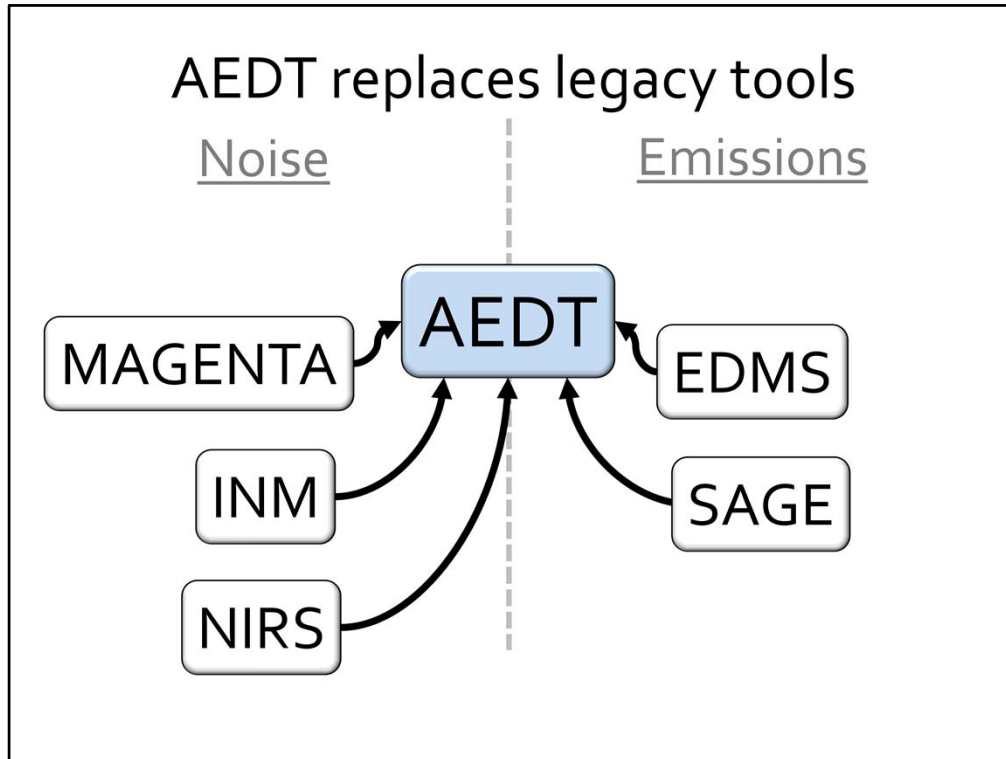 AEDT replaces legacy tools
Noise
Emissions
AEDT
MAGENTA
EDMS
INM
SAGE
NIRS